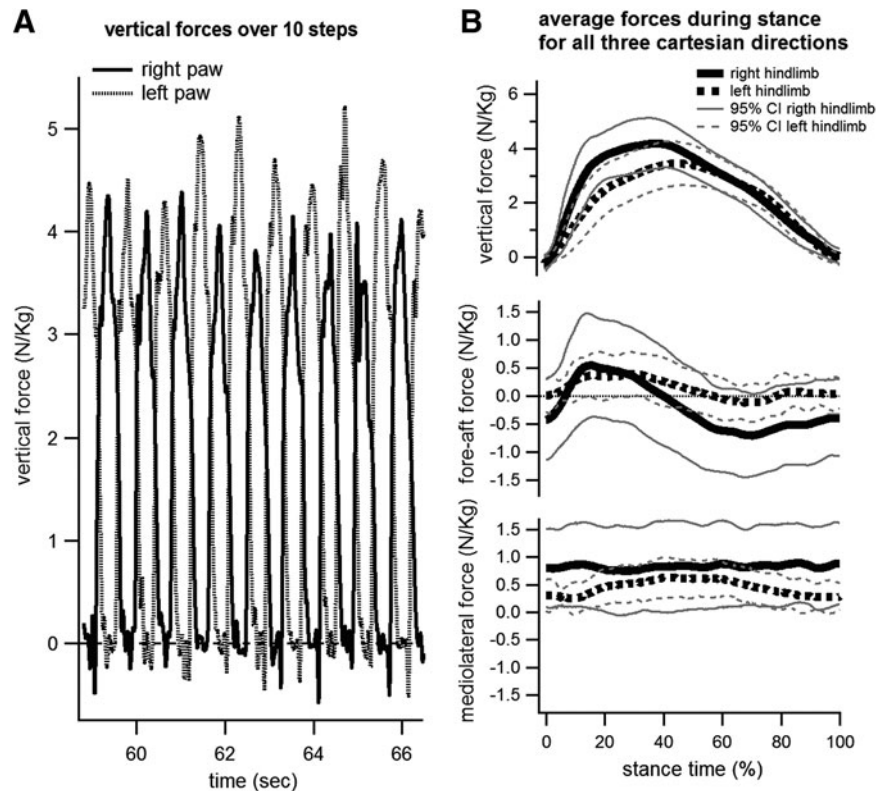 A
vertical forces over 10 steps
right paw
left paw
vertical force (N/Kg)
5
4
3
2
1
0
60
62
64
66
time (sec)
B
average forces during stance
for all three cartesian directions
right hindlimb
left hindlimb
95% CI rigth hindlimb
95% CI left hindlimb
vertical force (N/Kg)
6
4
2
0
fore-aft force (N/Kg)
1.5
1.0
0.5
0.0
-0.5
-1.0
-1.5
mediolateral force (N/Kg)
1.5
1.0
0.5
0.0
-0.5
-1.0
-1.5
0
20
40
60
80
100
stance time (%)